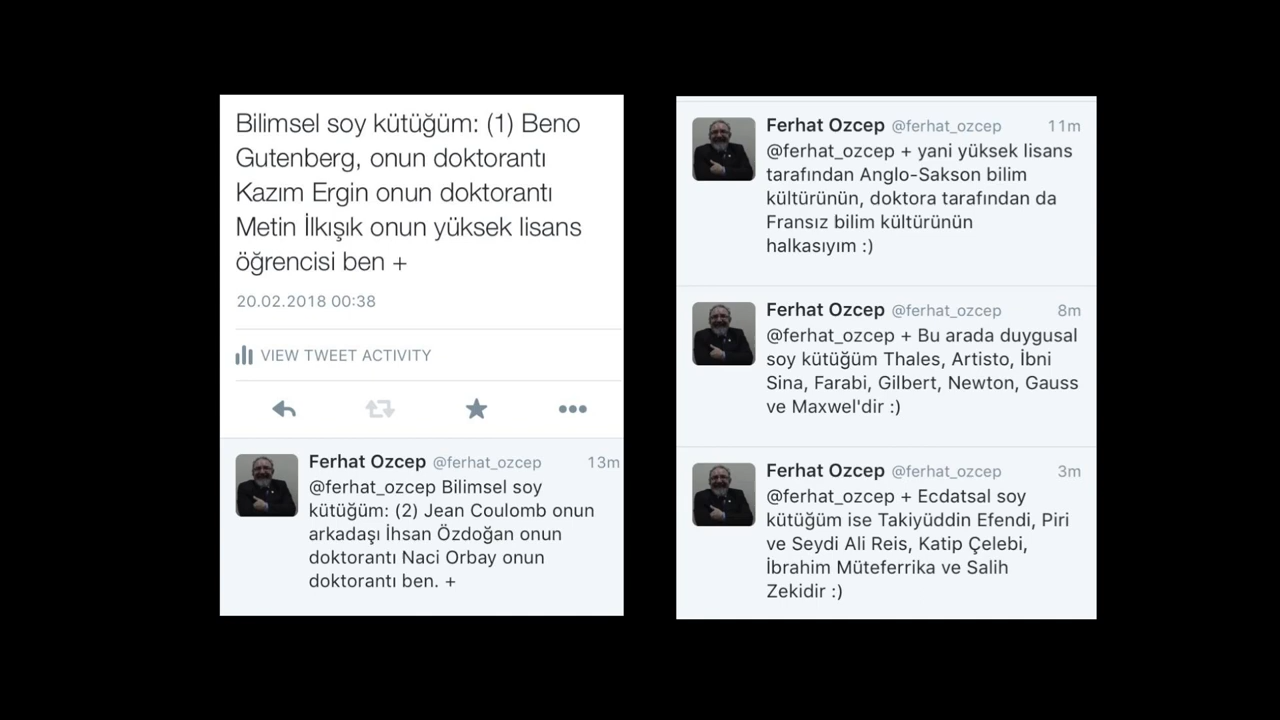 Bilimsel soy kütüğüm: (1) Beno
Gutenberg, onun doktorantı
Kazım Ergin onun doktorantı
Metin İlkışık onun yüksek lisans
öğrencisi ben +
20.02.2018 00:38
VIEW TWEET ACTIVITY
Ferhat Ozcep @ferhat_ozcep 13m
@ferhat_ozcep Bilimsel soy
kütüğüm: (2) Jean Coulomb onun
arkadaşı İhsan Özdoğan onun
doktorantı Naci Orbay onun
doktorantı ben. +
Ferhat Ozcep @ferhat_ozcep 11m
@ferhat_ozcep + yani yüksek lisans
tarafından Anglo-Sakson bilim
kültürünün, doktora tarafından da
Fransız bilim kültürünün
halkasıyım :)
Ferhat Ozcep @ferhat_ozcep 8m
@ferhat_ozcep + Bu arada duygusal
soy kütüğüm Thales, Artisto, İbni
Sina, Farabi, Gilbert, Newton, Gauss
ve Maxwel'dir :)
Ferhat Ozcep @ferhat_ozcep 3m
@ferhat_ozcep + Ecdatsal soy
kütüğüm ise Takiyüddin Efendi, Piri
ve Seydi Ali Reis, Katip Çelebi,
İbrahim Müteferrika ve Salih
Zekidir :)